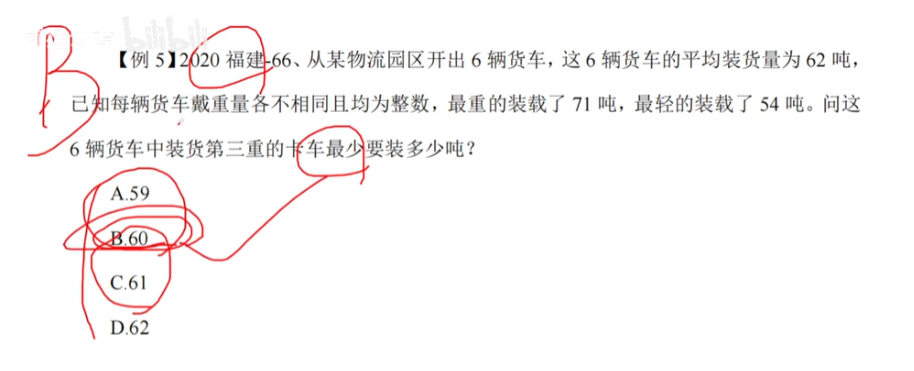 B
bilibili
【例 5】2020 福建-66、从某物流园区开出 6 辆货车，这 6 辆货车的平均装货量为 62 吨，
已知每辆货车戴重量各不相同且均为整数，最重的装载了 71 吨，最轻的装载了 54 吨。问这
6 辆货车中装货第三重的卡车最少要装多少吨？
A.59
B.60
C.61
D.62